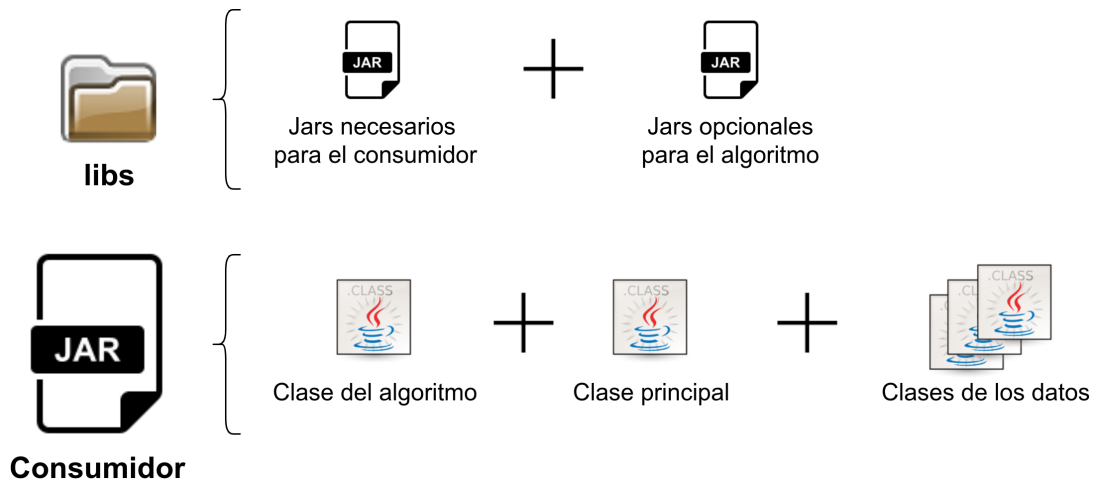 JAR
JAR
Jars necesarios
para el consumidor
Jars opcionales
para el algoritmo
libs
JAR
.CLASS
.CLASS
.CLASS
Clase del algoritmo
Clase principal
Clases de los datos
Consumidor